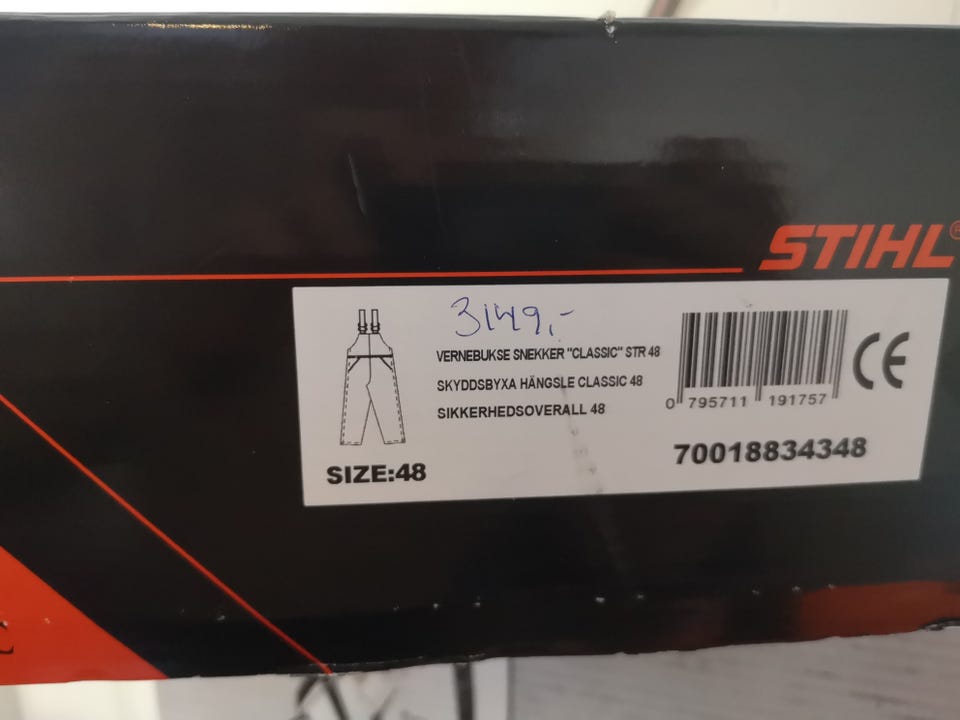 STIHL®
3149,-
VERNEBUKSE SNEKKER "CLASSIC" STR 48
SKYDDSBYXA HÄNGSLE CLASSIC 48
SIKKERHEDSOVERALL 48
0 795711 191757
CE
SIZE:48
70018834348